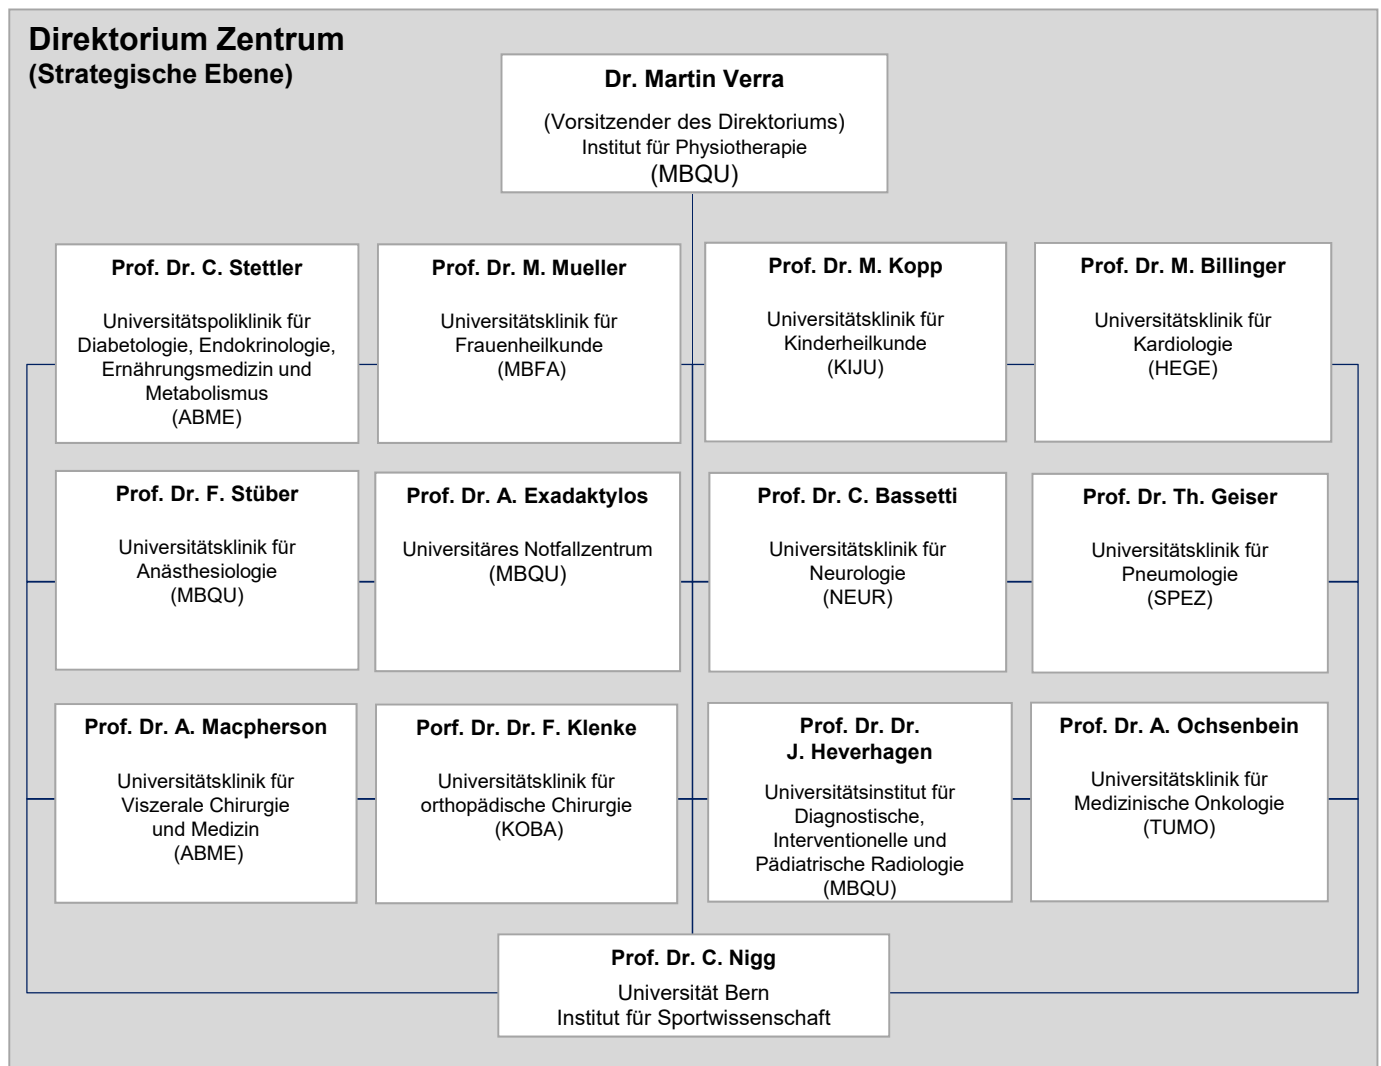 Direktorium Zentrum
(Strategische Ebene)
Dr. Martin Verra
(Vorsitzender des Direktoriums)
Institut für Physiotherapie
(MBQU)
Prof. Dr. C. Stettler
Universitätspoliklinik für
Diabetologie, Endokrinologie,
Ernährungsmedizin und
Metabolismus
(ABME)
Prof. Dr. M. Mueller
Universitätsklinik für
Frauenheilkunde
(MBFA)
Prof. Dr. M. Kopp
Universitätsklinik für
Kinderheilkunde
(KIJU)
Prof. Dr. M. Billinger
Universitätsklinik für
Kardiologie
(HEGE)
Prof. Dr. F. Stüber
Universitätsklinik für
Anästhesiologie
(MBQU)
Prof. Dr. A. Exadaktylos
Universitäres Notfallzentrum
(MBQU)
Prof. Dr. C. Bassetti
Universitätsklinik für
Neurologie
(NEUR)
Prof. Dr. Th. Geiser
Universitätsklinik für
Pneumologie
(SPEZ)
Prof. Dr. A. Macpherson
Universitätsklinik für
Viszerale Chirurgie
und Medizin
(ABME)
Porf. Dr. Dr. F. Klenke
Universitätsklinik für
orthopädische Chirurgie
(KOBA)
Prof. Dr. Dr.
J. Heverhagen
Universitätsinstitut für
Diagnostische,
Interventionelle und
Pädiatrische Radiologie
(MBQU)
Prof. Dr. A. Ochsenbein
Universitätsklinik für
Medizinische Onkologie
(TUMO)
Prof. Dr. C. Nigg
Universität Bern
Institut für Sportwissenschaft